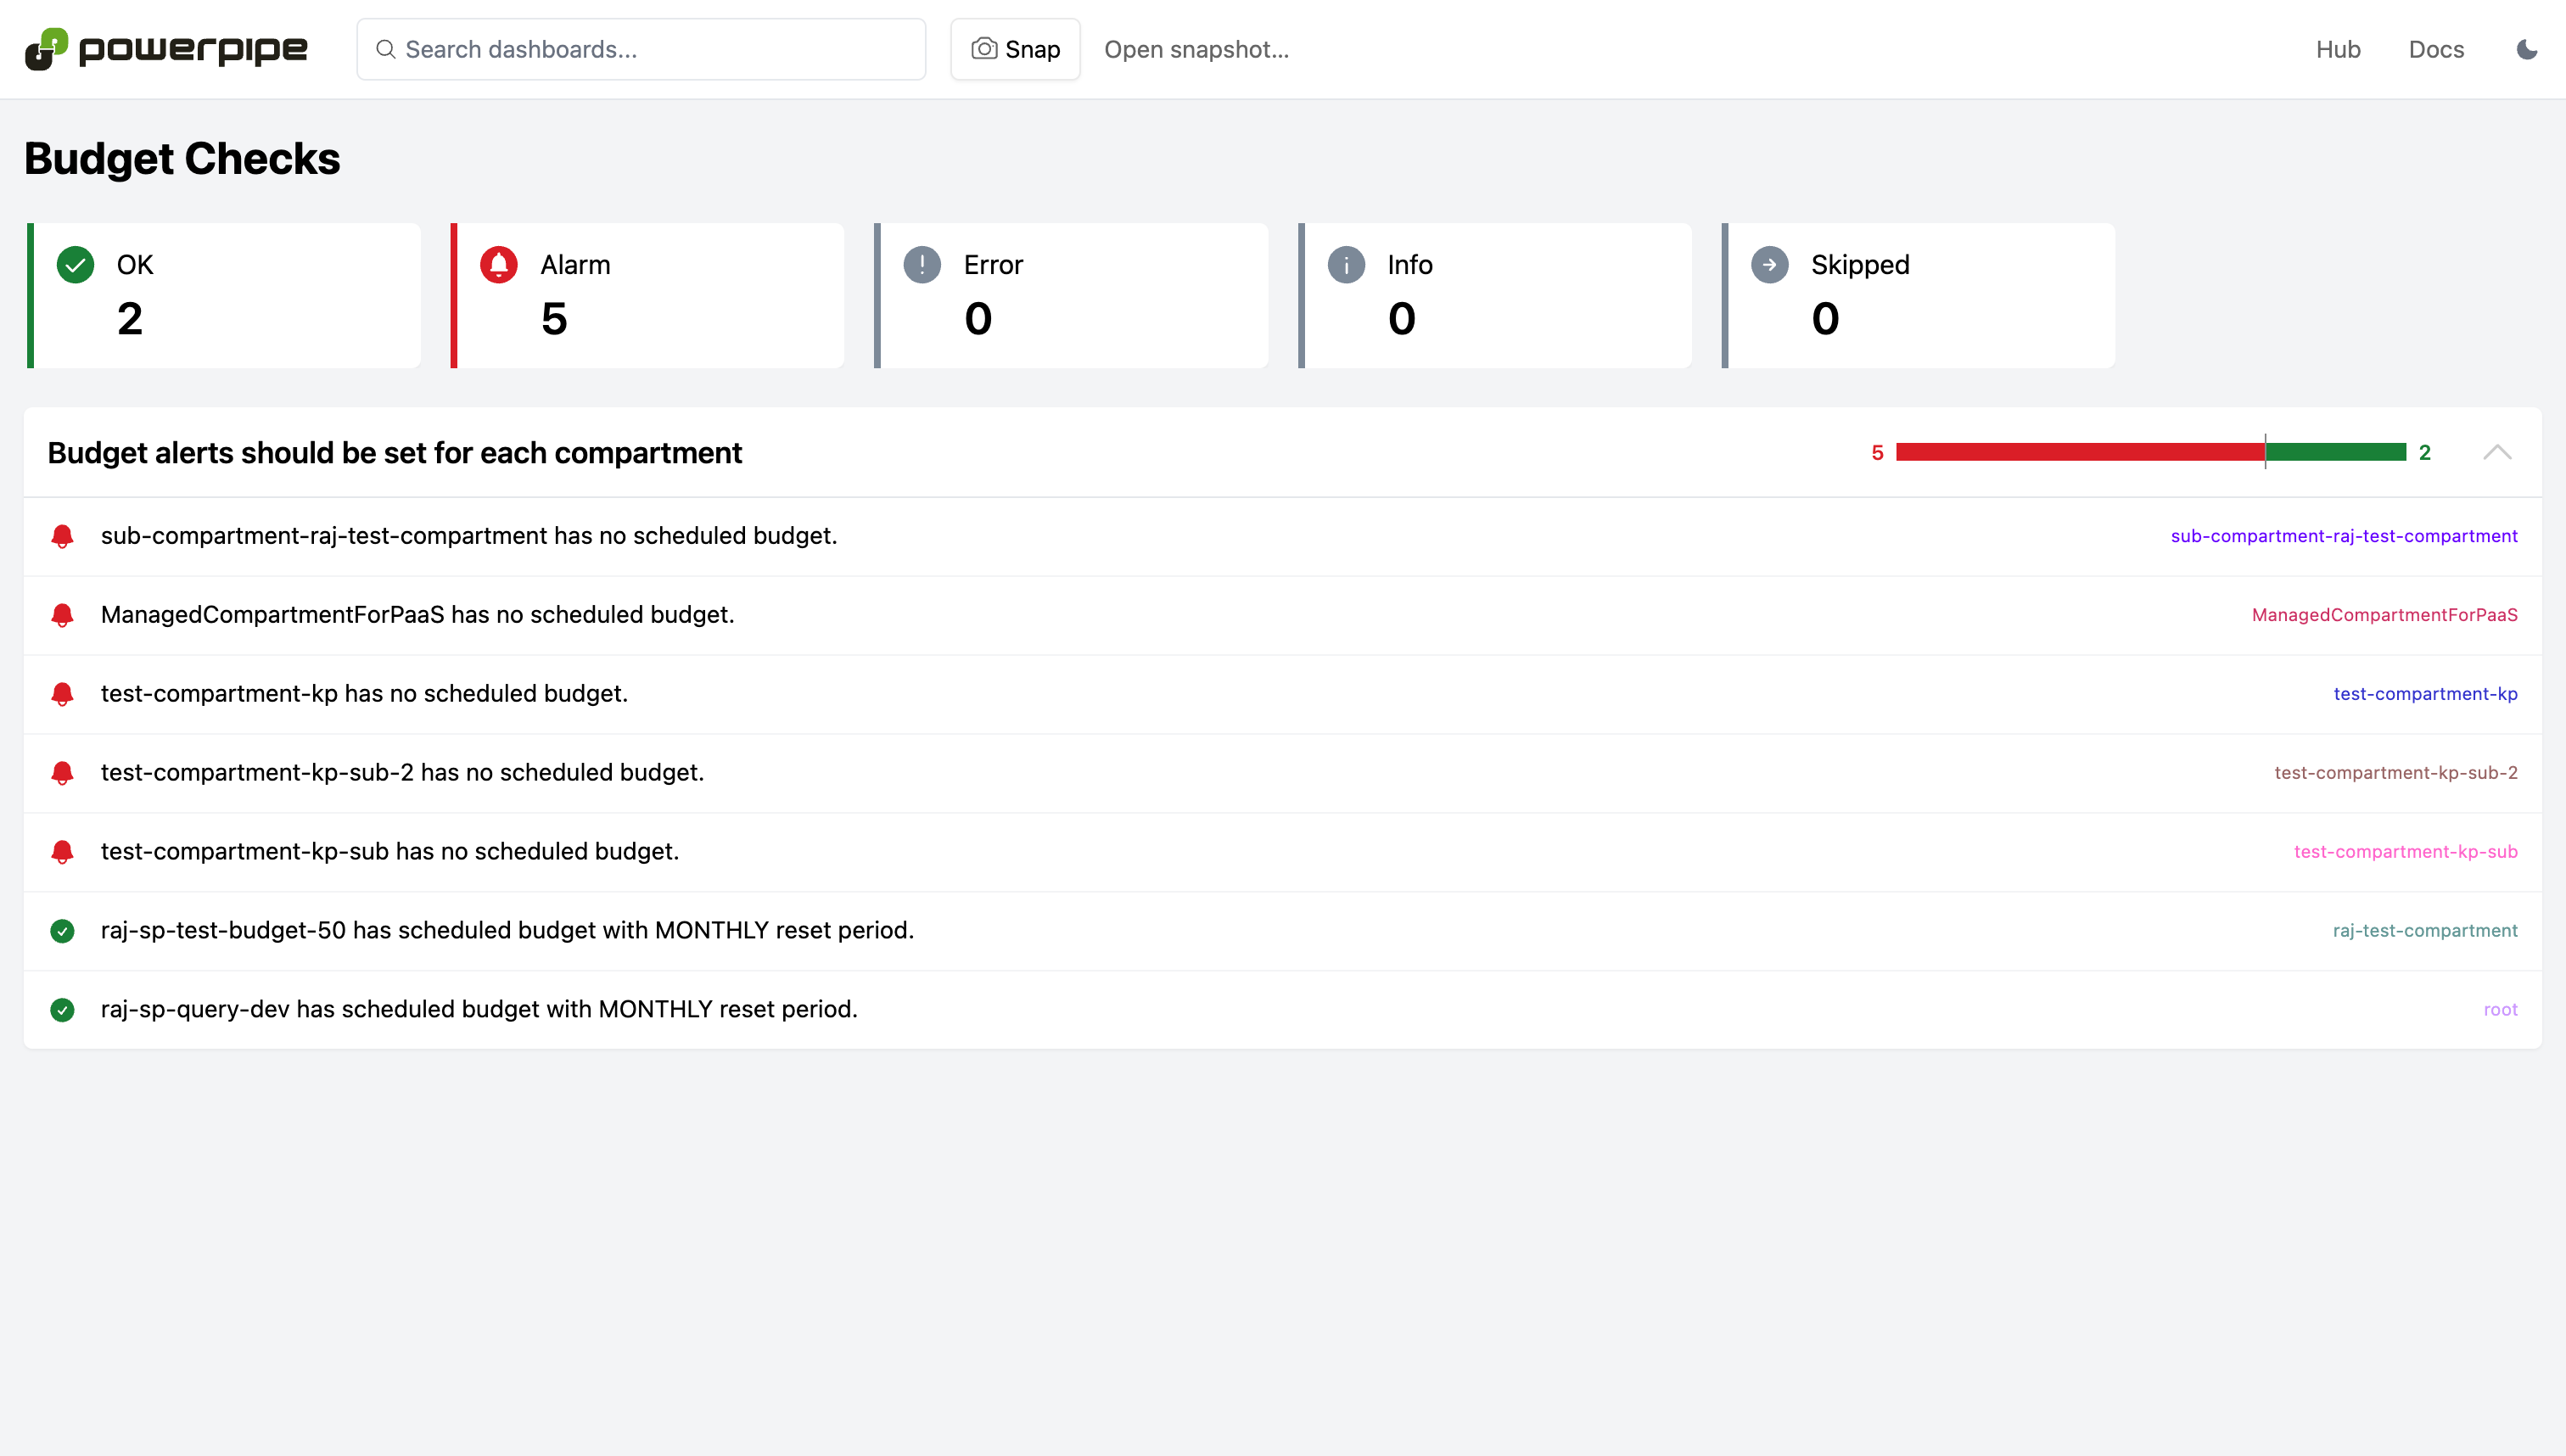 powerpipe
Search dashboards...
Snap
Open snapshot...
Hub
Docs
Budget Checks
OK
2
Alarm
5
Error
0
Info
0
Skipped
0
Budget alerts should be set for each compartment
5
2
sub-compartment-raj-test-compartment has no scheduled budget.
sub-compartment-raj-test-compartment
ManagedCompartmentForPaaS has no scheduled budget.
ManagedCompartmentForPaaS
test-compartment-kp has no scheduled budget.
test-compartment-kp
test-compartment-kp-sub-2 has no scheduled budget.
test-compartment-kp-sub-2
test-compartment-kp-sub has no scheduled budget.
test-compartment-kp-sub
raj-sp-test-budget-50 has scheduled budget with MONTHLY reset period.
raj-test-compartment
raj-sp-query-dev has scheduled budget with MONTHLY reset period.
root